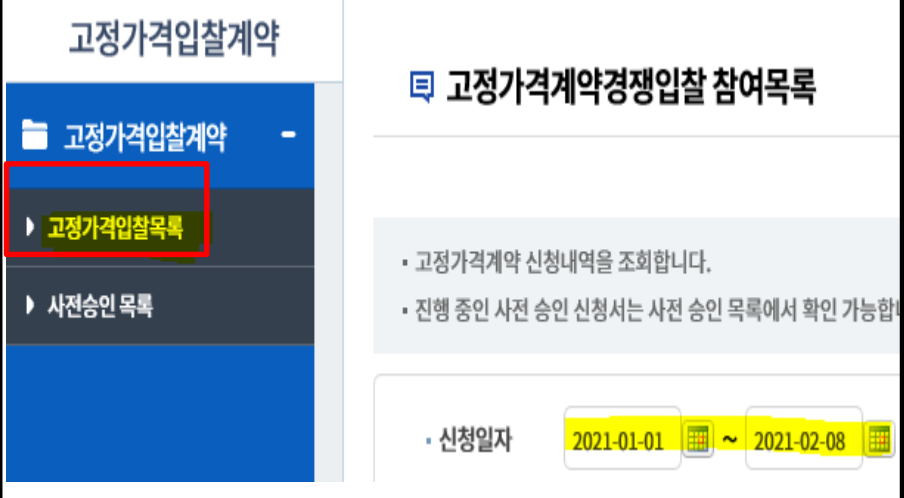 고정가격입찰계약
고정가격입찰계약 -
고정가격입찰목록
사전승인 목록
고정가격계약경쟁입찰 참여목록
고정가격계약 신청내역을 조회합니다.
진행 중인 사전 승인 신청서는 사전 승인 목록에서 확인 가능합
신청일자 2021-01-01 ~ 2021-02-08